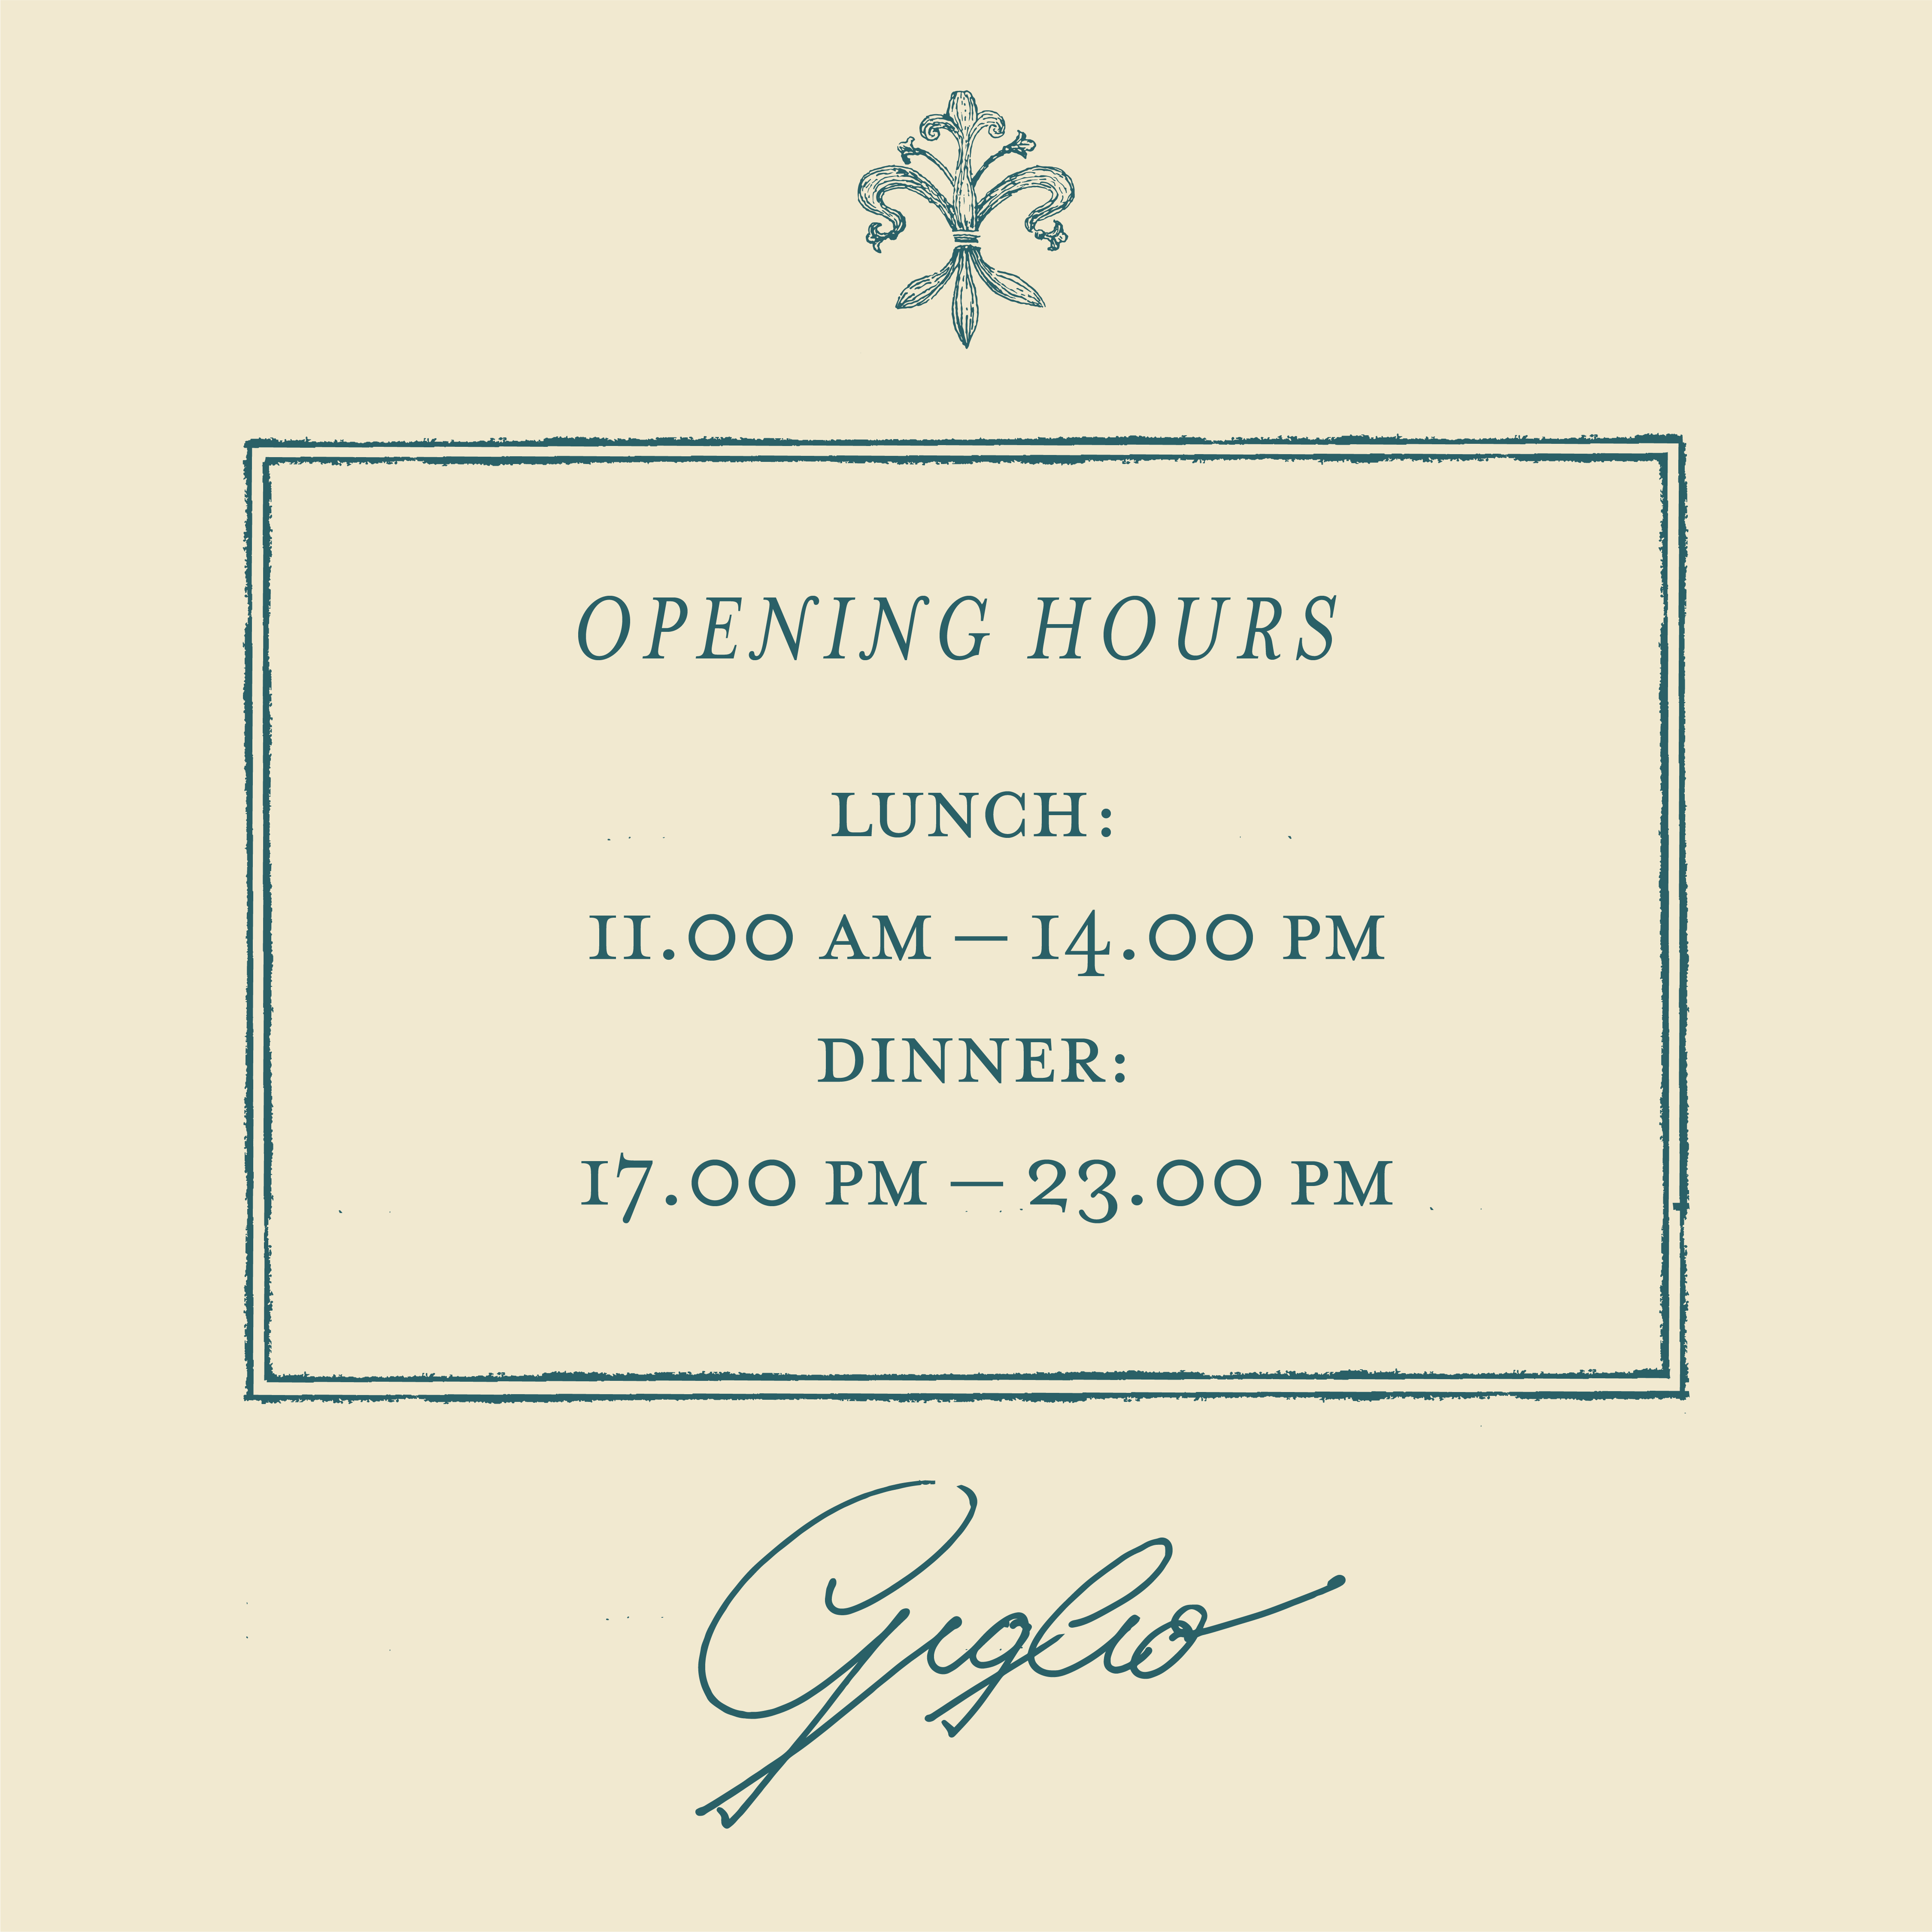 OPENING HOURS
LUNCH:
11.00 AM — 14.00 PM
DINNER:
17.00 PM — 23.00 PM
Giglio